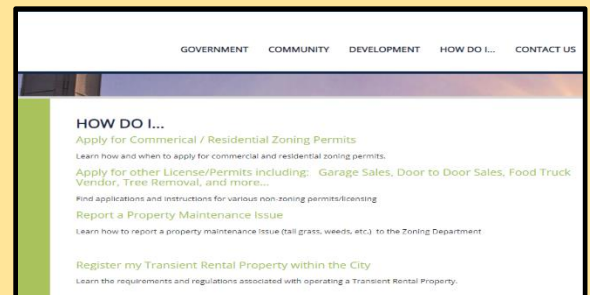 GOVERNMENT COMMUNITY DEVELOPMENT HOW DO I... CONTACT US
HOW DO I...
Apply for Commerical / Residential Zoning Permits
Learn how and when to apply for commercial and residential zoning permits.
Apply for other License/Permits including: Garage Sales, Door to Door Sales, Food Truck
Vendor, Tree Removal, and more...
Find applications and instructions for various non-zoning permits/licensing
Report a Property Maintenance Issue
Learn how to report a property maintenance issue (tall grass, weeds, etc.) to the Zoning Department
Register my Transient Rental Property within the City
Learn the requirements and regulations associated with operating a Transient Rental Property.